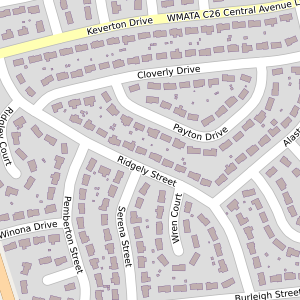 WMATA C26 Central Avenue L
Keverton Drive
Cloverly Drive
Payton Drive
Ridgley Court
Alast
Ridgely Street
Wren Court
Pemberton Street
Serena Street
Winona Drive
Burleigh Street